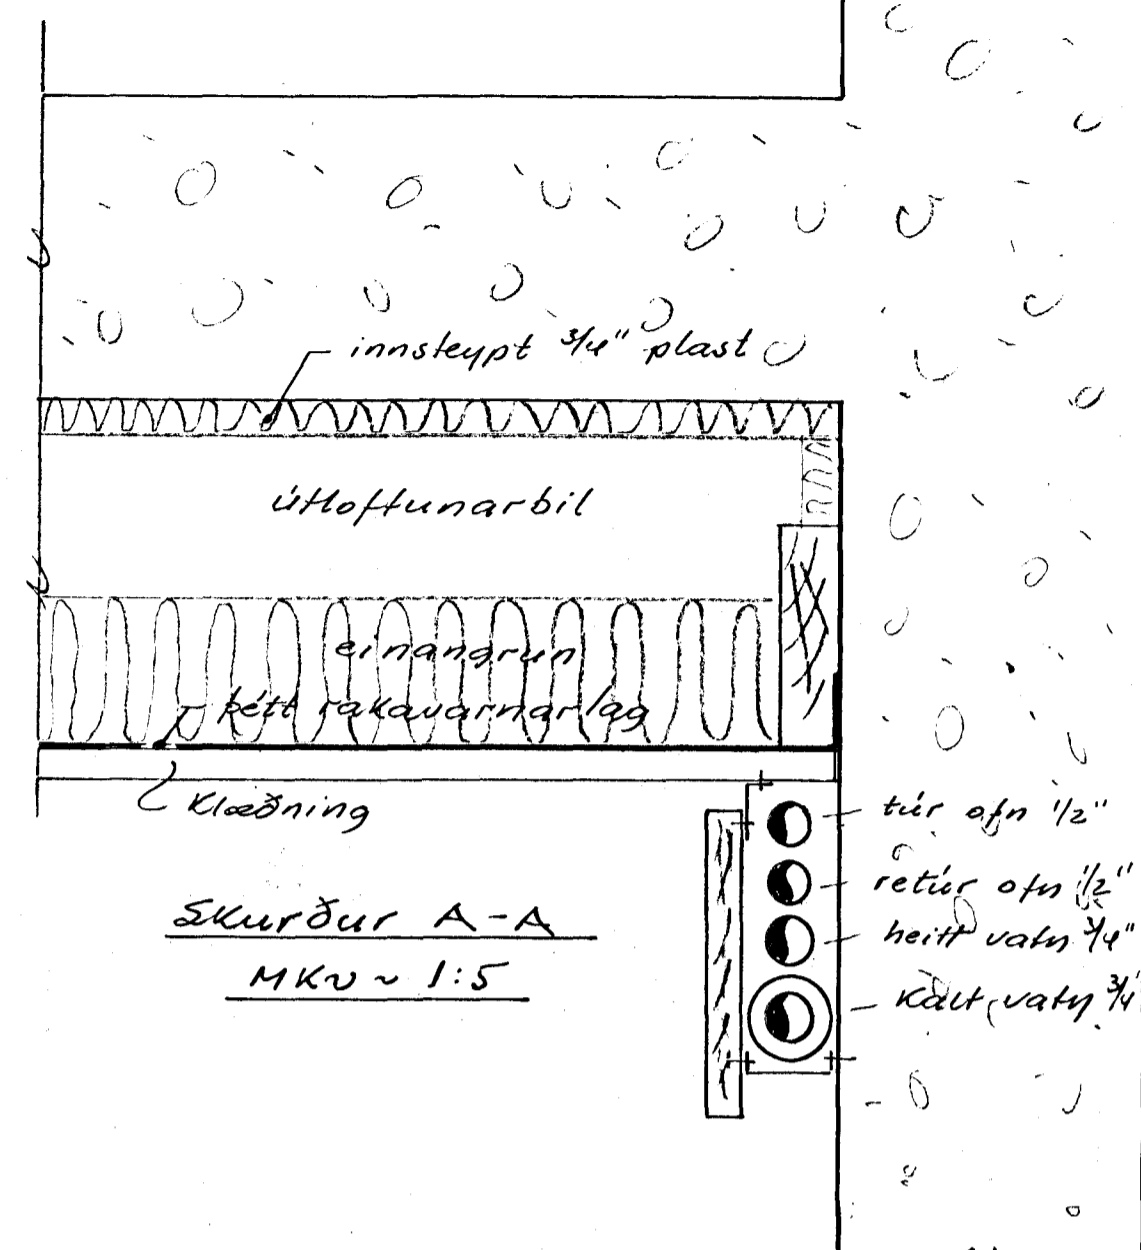 innsteypt 3/4" plast
útloftunarbil
einangrun
þétt rakavarnarlag
Klæðning
túr ofn 1/2"
retúr ofn 1/2"
heitt vatn 3/4"
Kalt vatn 3/4"
Skurður A-A
MKV ~ 1:5